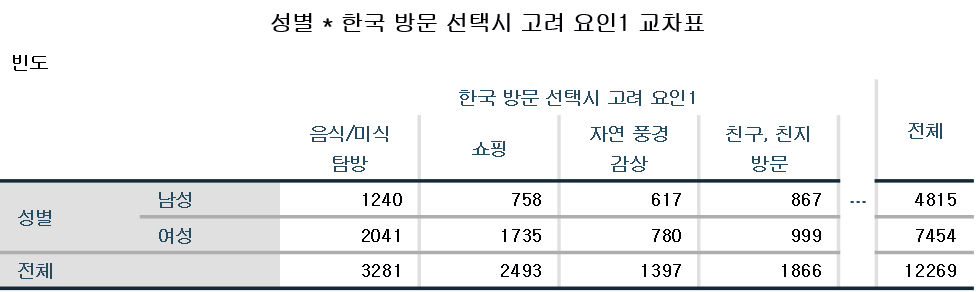 성별 * 한국 방문 선택시 고려 요인1 교차표
빈도
한국 방문 선택시 고려 요인1
음식/미식 탐방 쇼핑 자연 풍경 감상 친구, 친지 방문 전체
성별 남성 1240 758 617 867 ... 4815
여성 2041 1735 780 999 7454
전체 3281 2493 1397 1866 12269